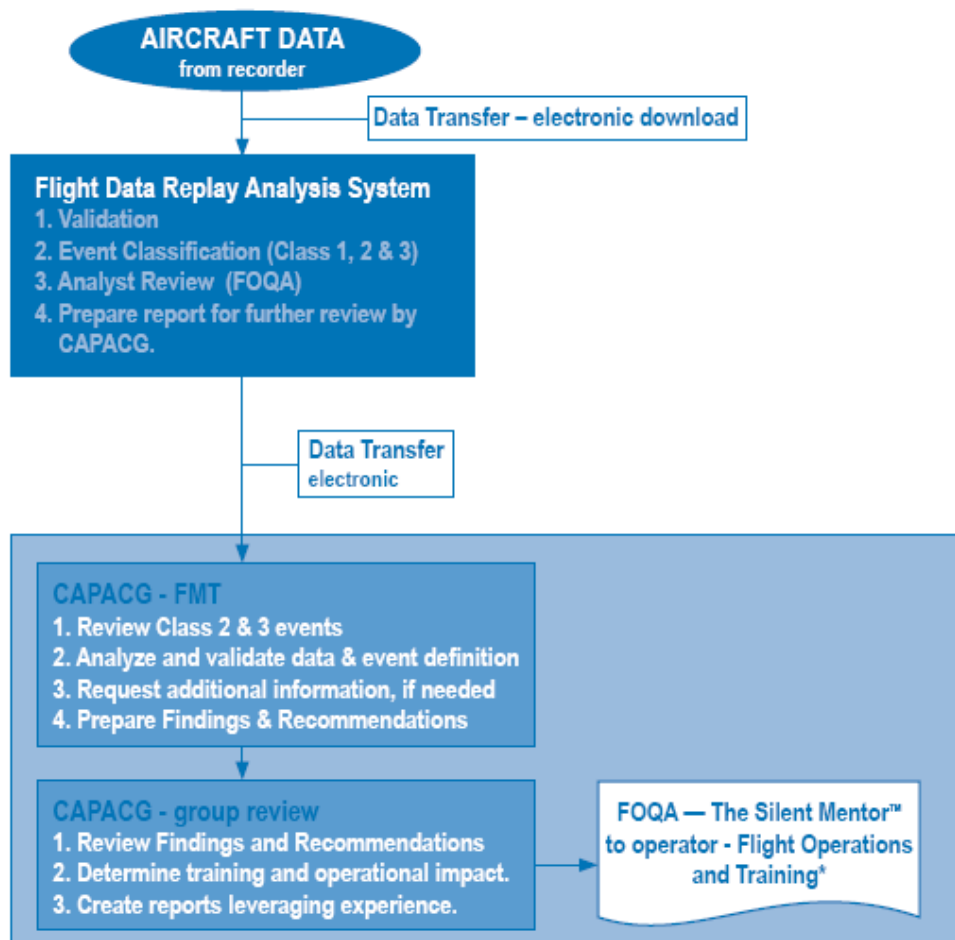 AIRCRAFT DATA
from recorder
Data Transfer – electronic download
Flight Data Replay Analysis System
1. Validation
2. Event Classification (Class 1, 2 & 3)
3. Analyst Review (FOQA)
4. Prepare report for further review by
CAPACG.
Data Transfer
electronic
CAPACG - FMT
1. Review Class 2 & 3 events
2. Analyze and validate data & event definition
3. Request additional information, if needed
4. Prepare Findings & Recommendations
CAPACG - group review
1. Review Findings and Recommendations
2. Determine training and operational impact.
3. Create reports leveraging experience.
FOQA — The Silent Mentor™
to operator - Flight Operations
and Training*